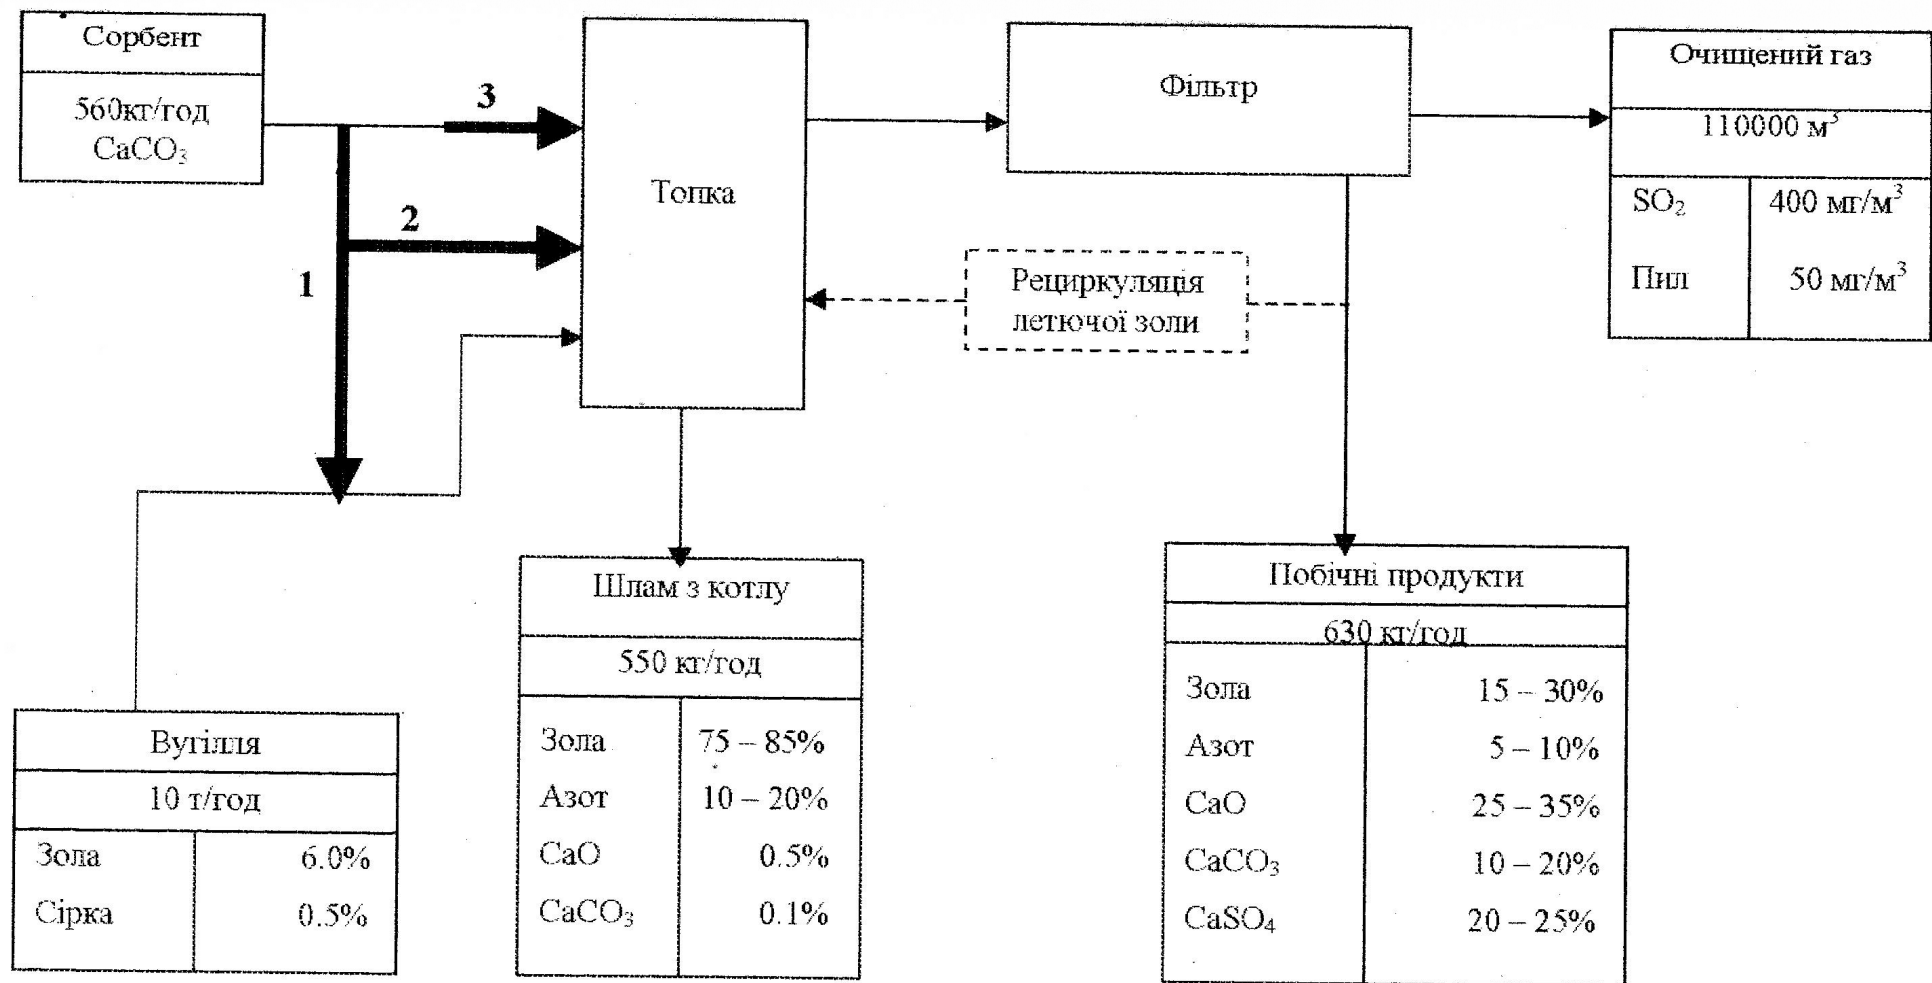 Сорбент
560кг/год
CaCO₃
3
2
1
Топка
Фільтр
Очищений газ
110000 м³
SO₂ 400 мг/м³
Пил 50 мг/м³
Рециркуляція
летючої золи
Вугілля
10 т/год
Зола 6.0%
Сірка 0.5%
Шлам з котлу
550 кг/год
Зола 75 – 85%
Азот 10 – 20%
CaO 0.5%
CaCO₃ 0.1%
Побічні продукти
630 кг/год
Зола 15 – 30%
Азот 5 – 10%
CaO 25 – 35%
CaCO₃ 10 – 20%
CaSO₄ 20 – 25%